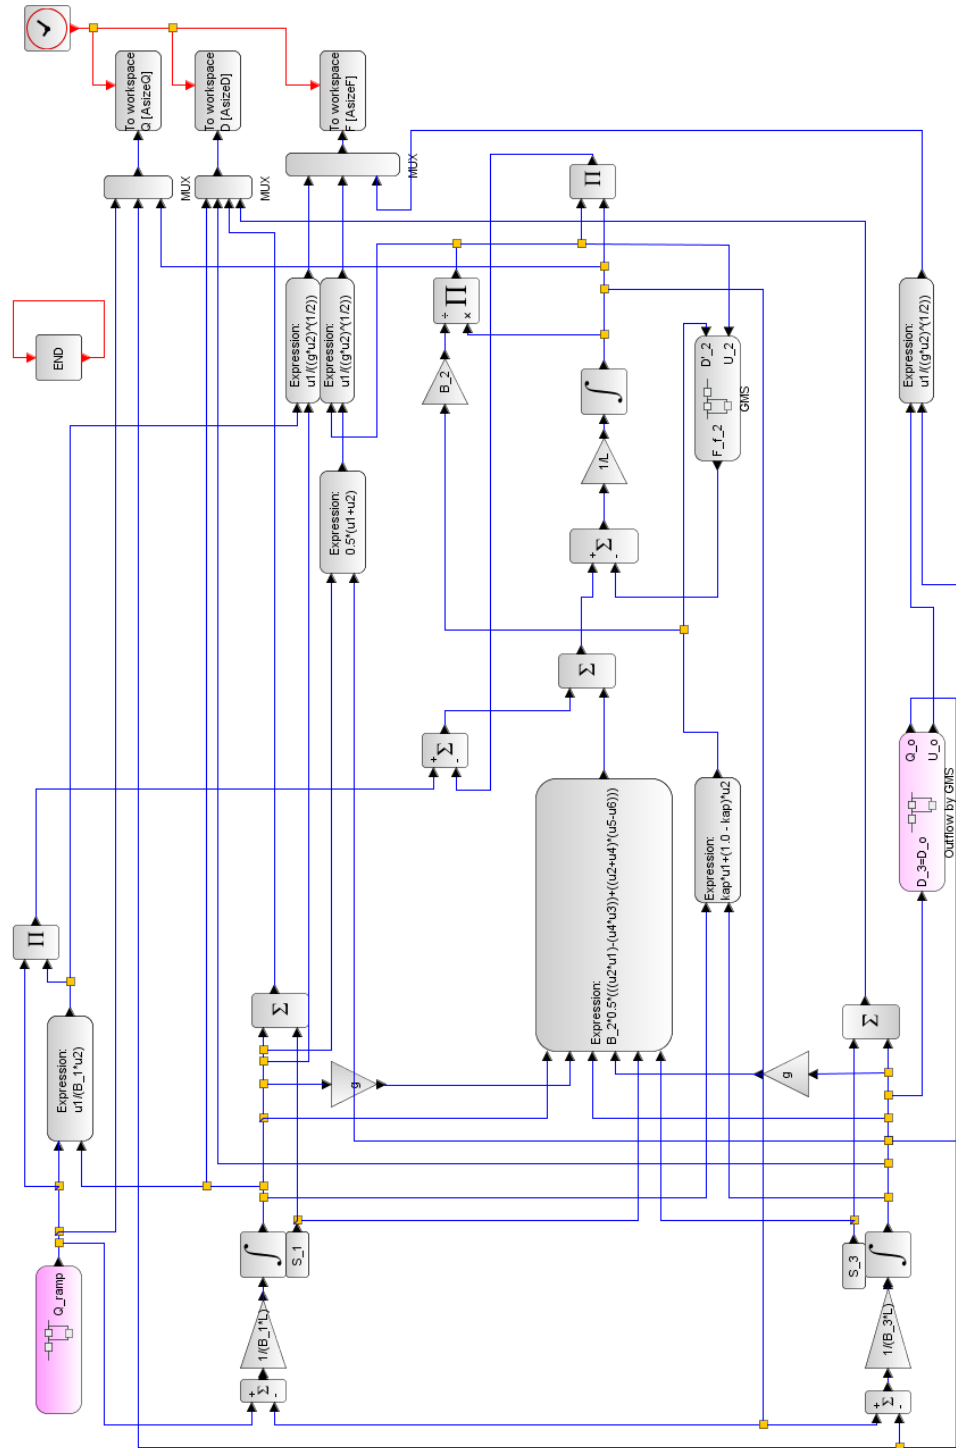 To workspace
Q [AsizeQ]
To workspace
D [AsizeD]
To workspace
F [AsizeF]
MUX
MUX
MUX
Π
END
Expression:
u1/((g*u2)^(1/2))
Expression:
u1/((g*u2)^(1/2))
÷
×
Π
Expression:
u1/((g*u2)^(1/2))
B_2
∫
D'_2
U_2
F_f_2
GMS
1/L
Expression:
0.5*(u1+u2)
+
-
Σ
Σ
+
-
Σ
Q_o
U_o
D_3=D_o
Outflow by GMS
Expression:
B_2*0.5*(((u2*u1)-(u4*u3))+((u2+u4)*(u5-u6)))
Expression:
kap*u1+(1.0 - kap)*u2
Π
Expression:
u1/(B_1*u2)
Σ
Σ
g
g
Q_ramp
∫
S_1
S_3
∫
1/(B_1*L)
1/(B_3*L)
+
-
Σ
+
-
Σ